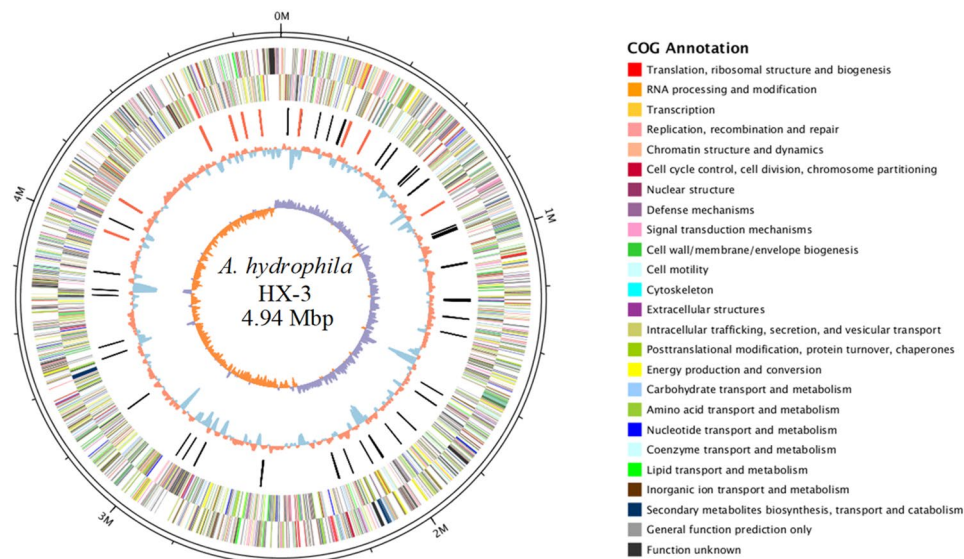 0M
1M
2M
3M
4M
A. hydrophila
HX-3
4.94 Mbp
COG Annotation
Translation, ribosomal structure and biogenesis
RNA processing and modification
Transcription
Replication, recombination and repair
Chromatin structure and dynamics
Cell cycle control, cell division, chromosome partitioning
Nuclear structure
Defense mechanisms
Signal transduction mechanisms
Cell wall/membrane/envelope biogenesis
Cell motility
Cytoskeleton
Extracellular structures
Intracellular trafficking, secretion, and vesicular transport
Posttranslational modification, protein turnover, chaperones
Energy production and conversion
Carbohydrate transport and metabolism
Amino acid transport and metabolism
Nucleotide transport and metabolism
Coenzyme transport and metabolism
Lipid transport and metabolism
Inorganic ion transport and metabolism
Secondary metabolites biosynthesis, transport and catabolism
General function prediction only
Function unknown